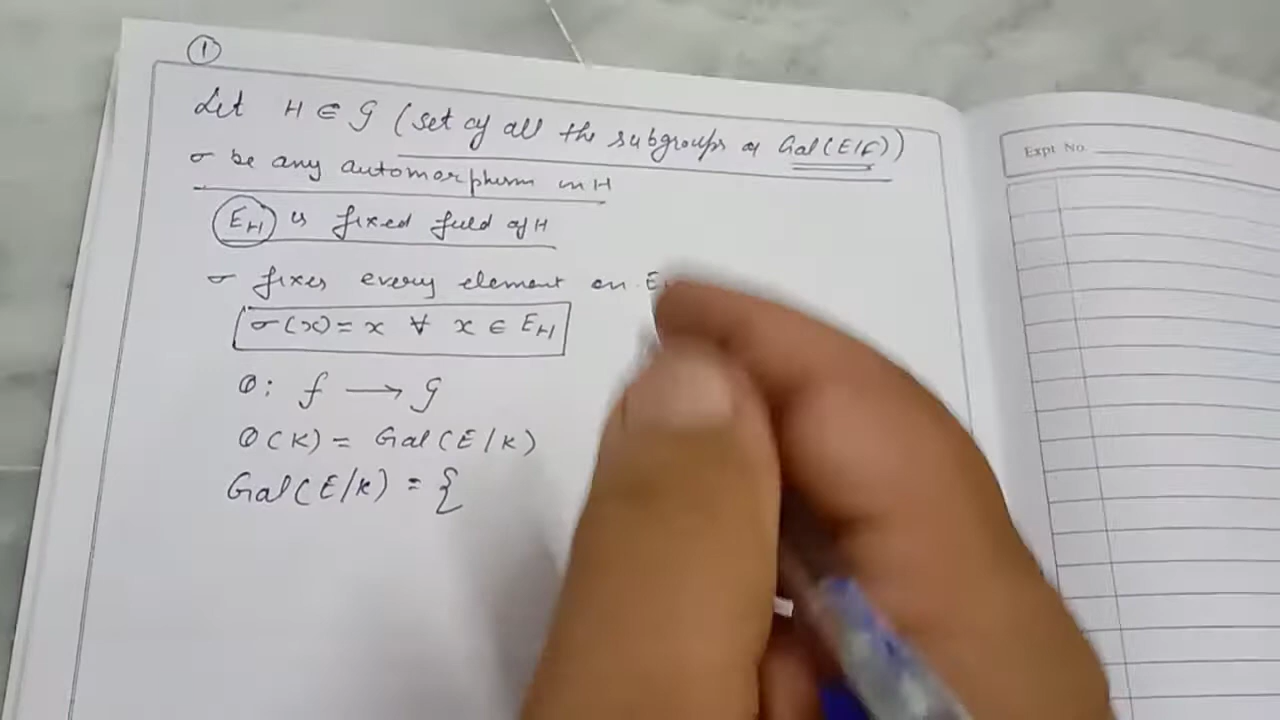 ①
Let H ∈ G (set of all the subgroups of Gal(E/F))
σ be any automorphism in H
E_H is fixed field of H
σ fixes every element on E
σ(x) = x ∀ x ∈ E_H
Φ: f → G
Φ(K) = Gal(E/K)
Gal(E/K) = {
Expt No.